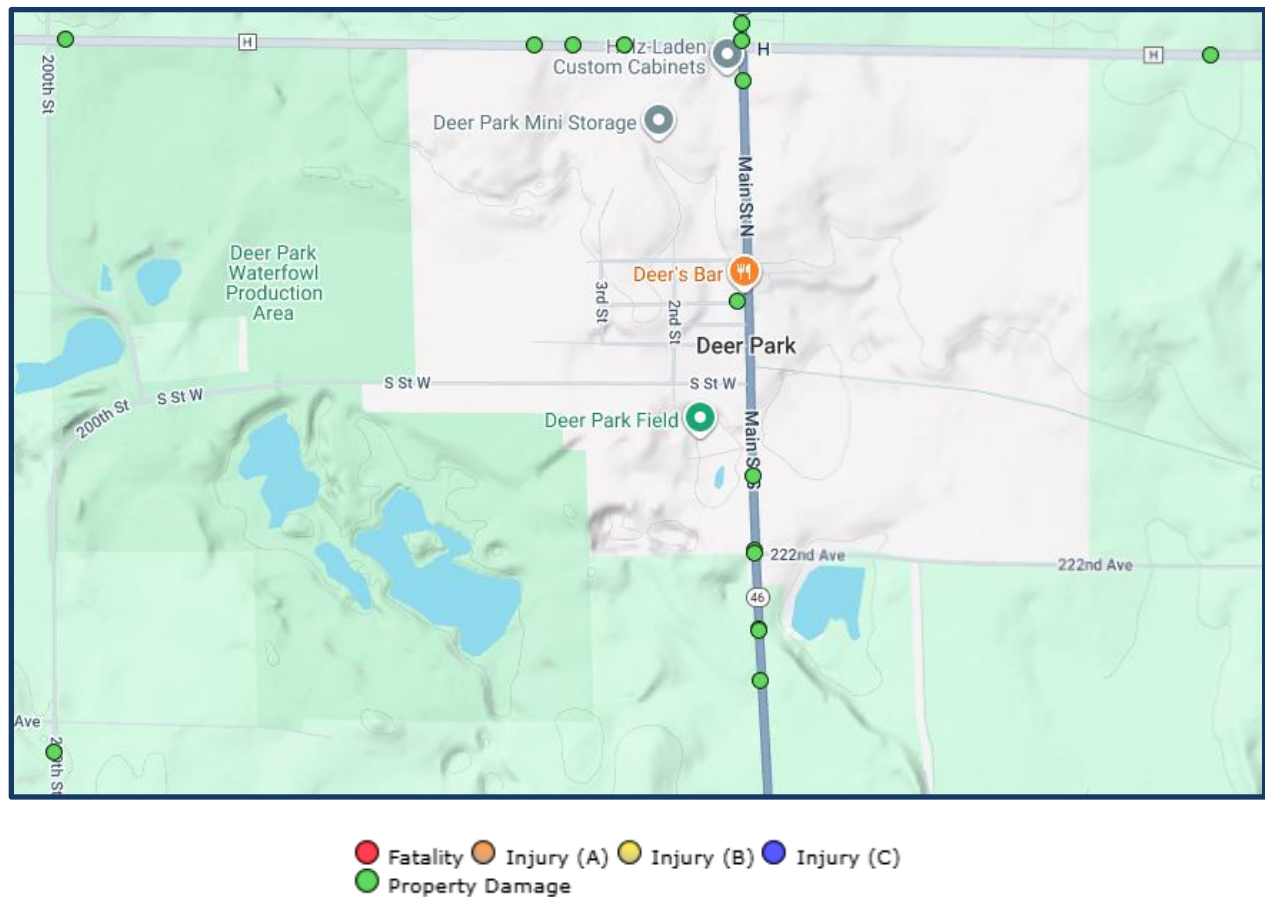 H
200th St
Holz-Laden
Custom Cabinets
H
H
Deer Park Mini Storage
Main St N
Deer Park
Waterfowl
Production
Area
Deer's Bar
3rd St
2nd St
Deer Park
S St W
S St W
S St W
200th St
Deer Park Field
Main St S
222nd Ave
222nd Ave
46
Ave
200th St
Fatality Injury (A) Injury (B) Injury (C)
Property Damage